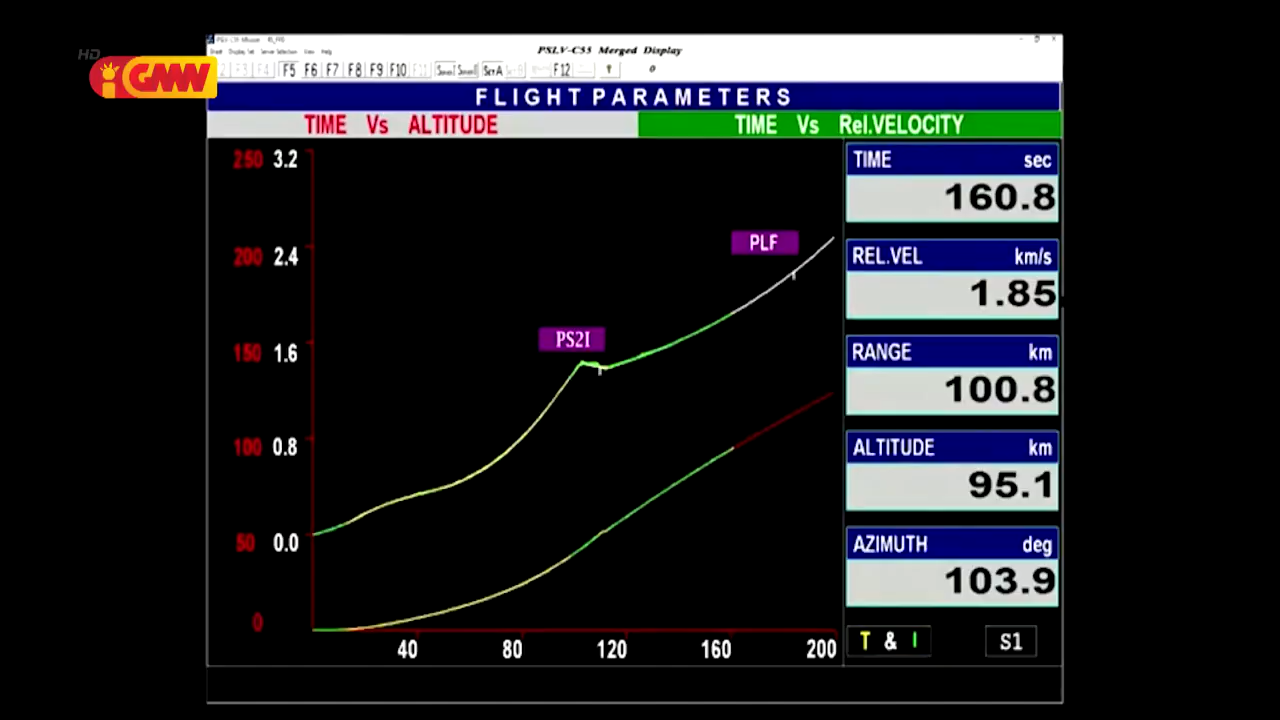 HD
iGMW
PSLV-C55 Merged Display
F5 F6 F7 F8 F9 F10 SetA F12
FLIGHT PARAMETERS
TIME Vs ALTITUDE
TIME Vs Rel.VELOCITY
250 3.2
200 2.4
150 1.6
100 0.8
50 0.0
0
40 80 120 160 200
PLF
PS2I
TIME sec
160.8
REL.VEL km/s
1.85
RANGE km
100.8
ALTITUDE km
95.1
AZIMUTH deg
103.9
T & I
S1